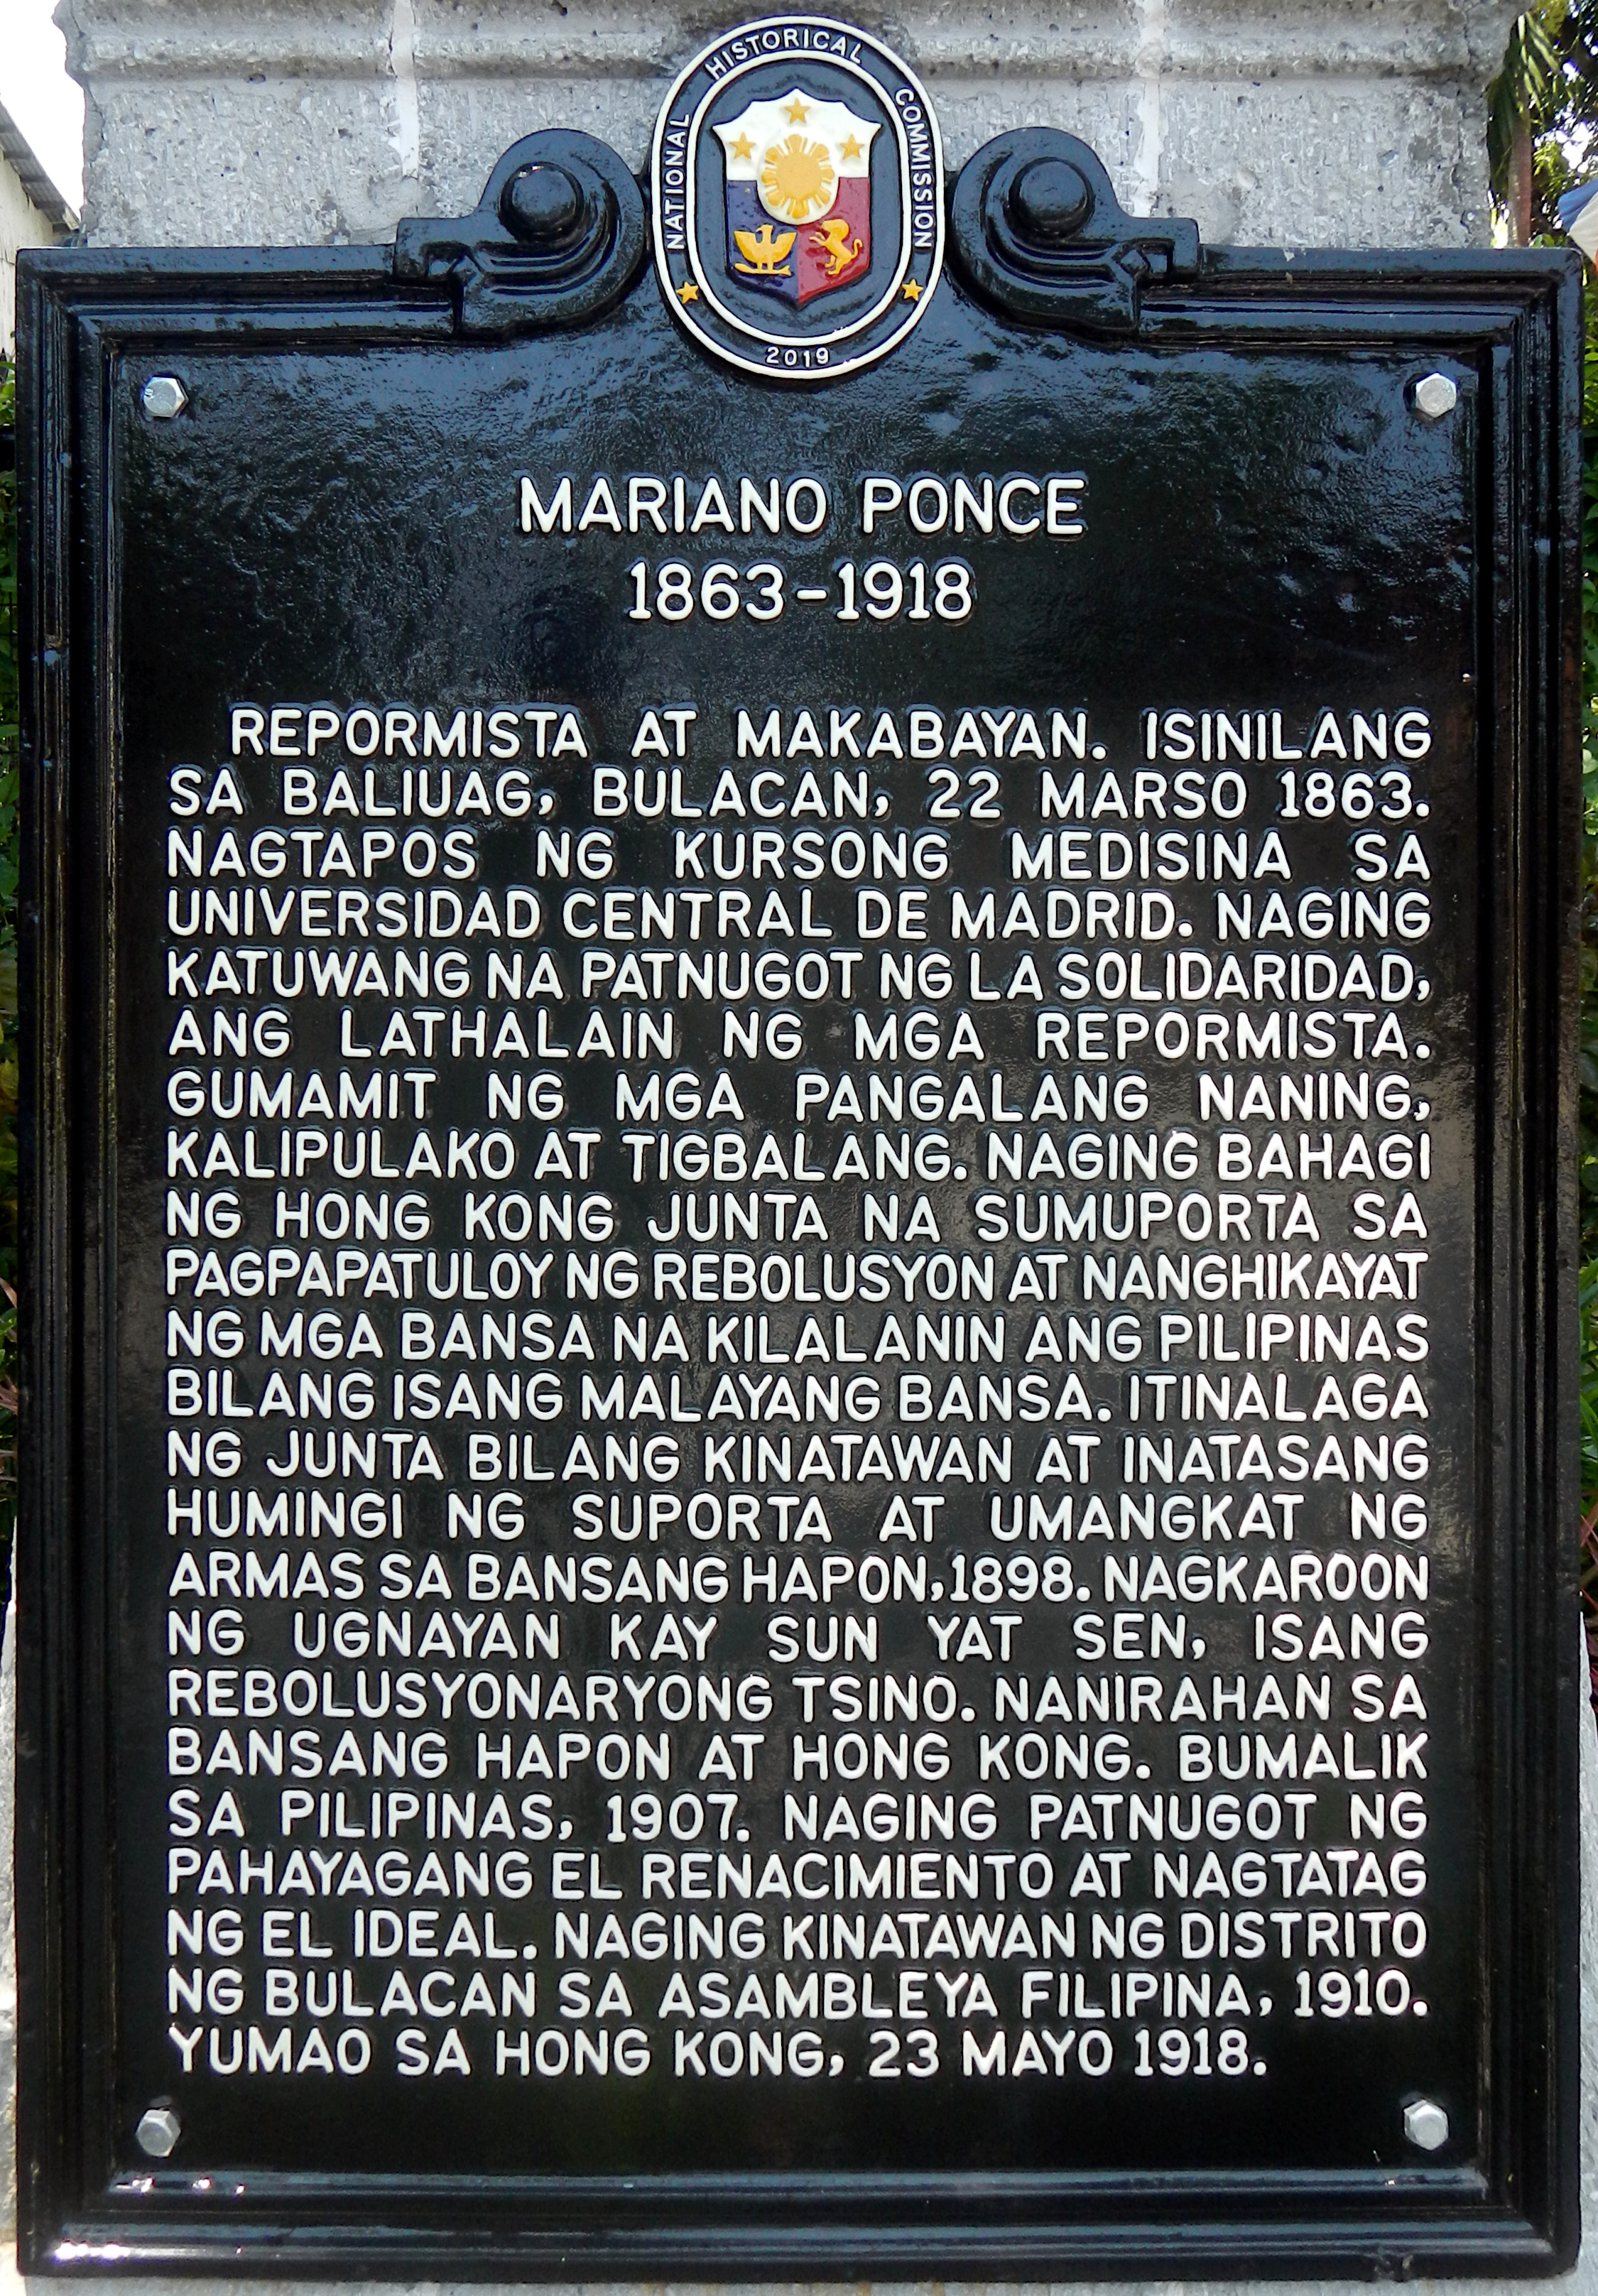 NATIONAL HISTORICAL COMMISSION
2019
MARIANO PONCE
1863-1918
REPORMISTA AT MAKABAYAN. ISINILANG
SA BALIUAG, BULACAN, 22 MARSO 1863.
NAGTAPOS NG KURSONG MEDISINA SA
UNIVERSIDAD CENTRAL DE MADRID. NAGING
KATUWANG NA PATNUGOT NG LA SOLIDARIDAD,
ANG LATHALAIN NG MGA REPORMISTA.
GUMAMIT NG MGA PANGALANG NANING,
KALIPULAKO AT TIGBALANG. NAGING BAHAGI
NG HONG KONG JUNTA NA SUMUPORTA SA
PAGPAPATULOY NG REBOLUSYON AT NANGHIKAYAT
NG MGA BANSA NA KILALANIN ANG PILIPINAS
BILANG ISANG MALAYANG BANSA. ITINALAGA
NG JUNTA BILANG KINATAWAN AT INATASANG
HUMINGI NG SUPORTA AT UMANGKAT NG
ARMAS SA BANSANG HAPON,1898. NAGKAROON
NG UGNAYAN KAY SUN YAT SEN, ISANG
REBOLUSYONARYONG TSINO. NANIRAHAN SA
BANSANG HAPON AT HONG KONG. BUMALIK
SA PILIPINAS, 1907. NAGING PATNUGOT NG
PAHAYAGANG EL RENACIMIENTO AT NAGTATAG
NG EL IDEAL. NAGING KINATAWAN NG DISTRITO
NG BULACAN SA ASAMBLEYA FILIPINA, 1910.
YUMAO SA HONG KONG, 23 MAYO 1918.